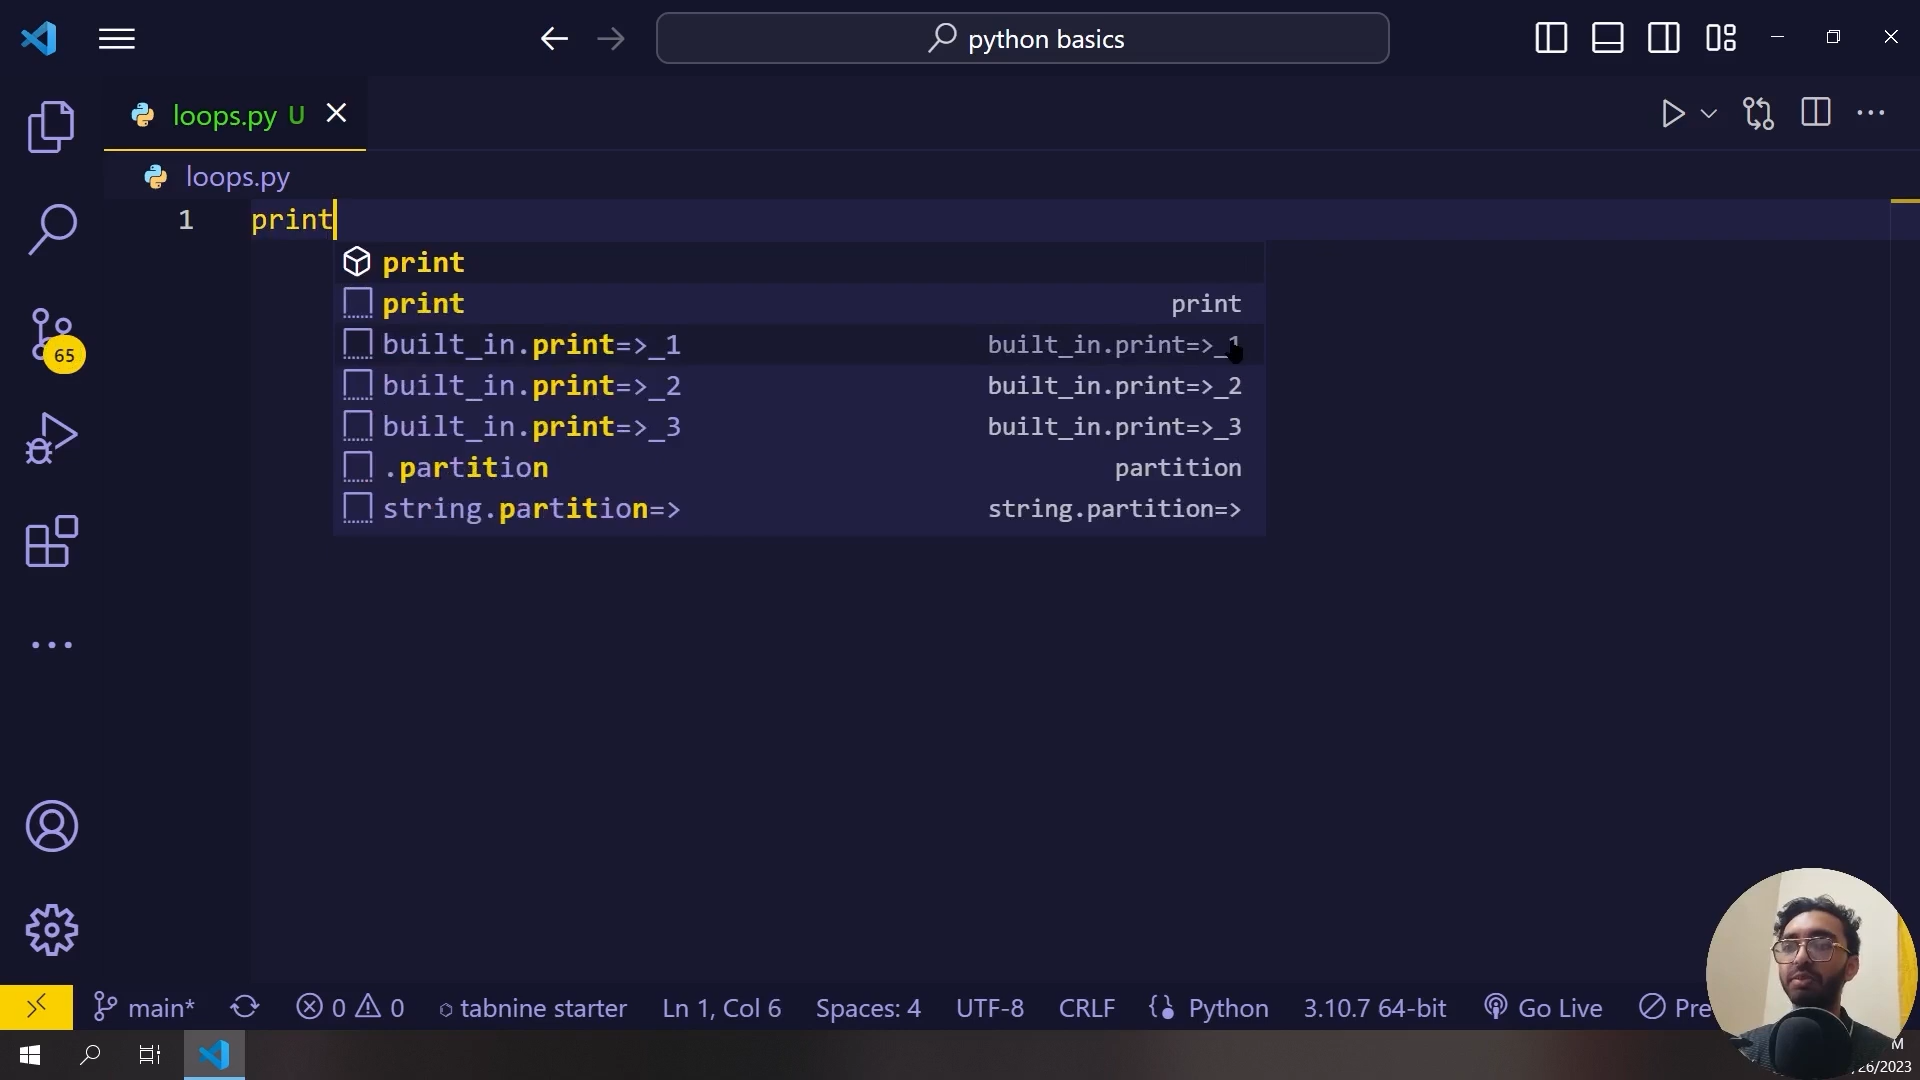 python basics
loops.py U
loops.py
1 print
print
print print
built_in.print=>_1 built_in.print=>_1
built_in.print=>_2 built_in.print=>_2
built_in.print=>_3 built_in.print=>_3
.partition partition
string.partition=> string.partition=>
65
main* 0 0 tabnine starter Ln 1, Col 6 Spaces: 4 UTF-8 CRLF Python 3.10.7 64-bit Go Live
M
26/2023